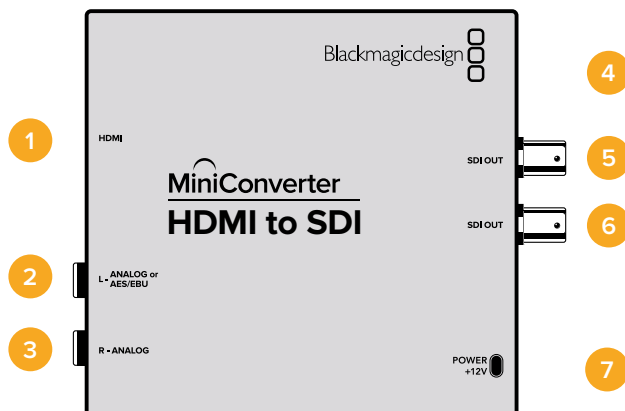 Blackmagicdesign
4
1
HDMI
5
SDI OUT
MiniConverter
HDMI to SDI
6
SDI OUT
2
L - ANALOG or
AES/EBU
3
R - ANALOG
POWER
+12V
7